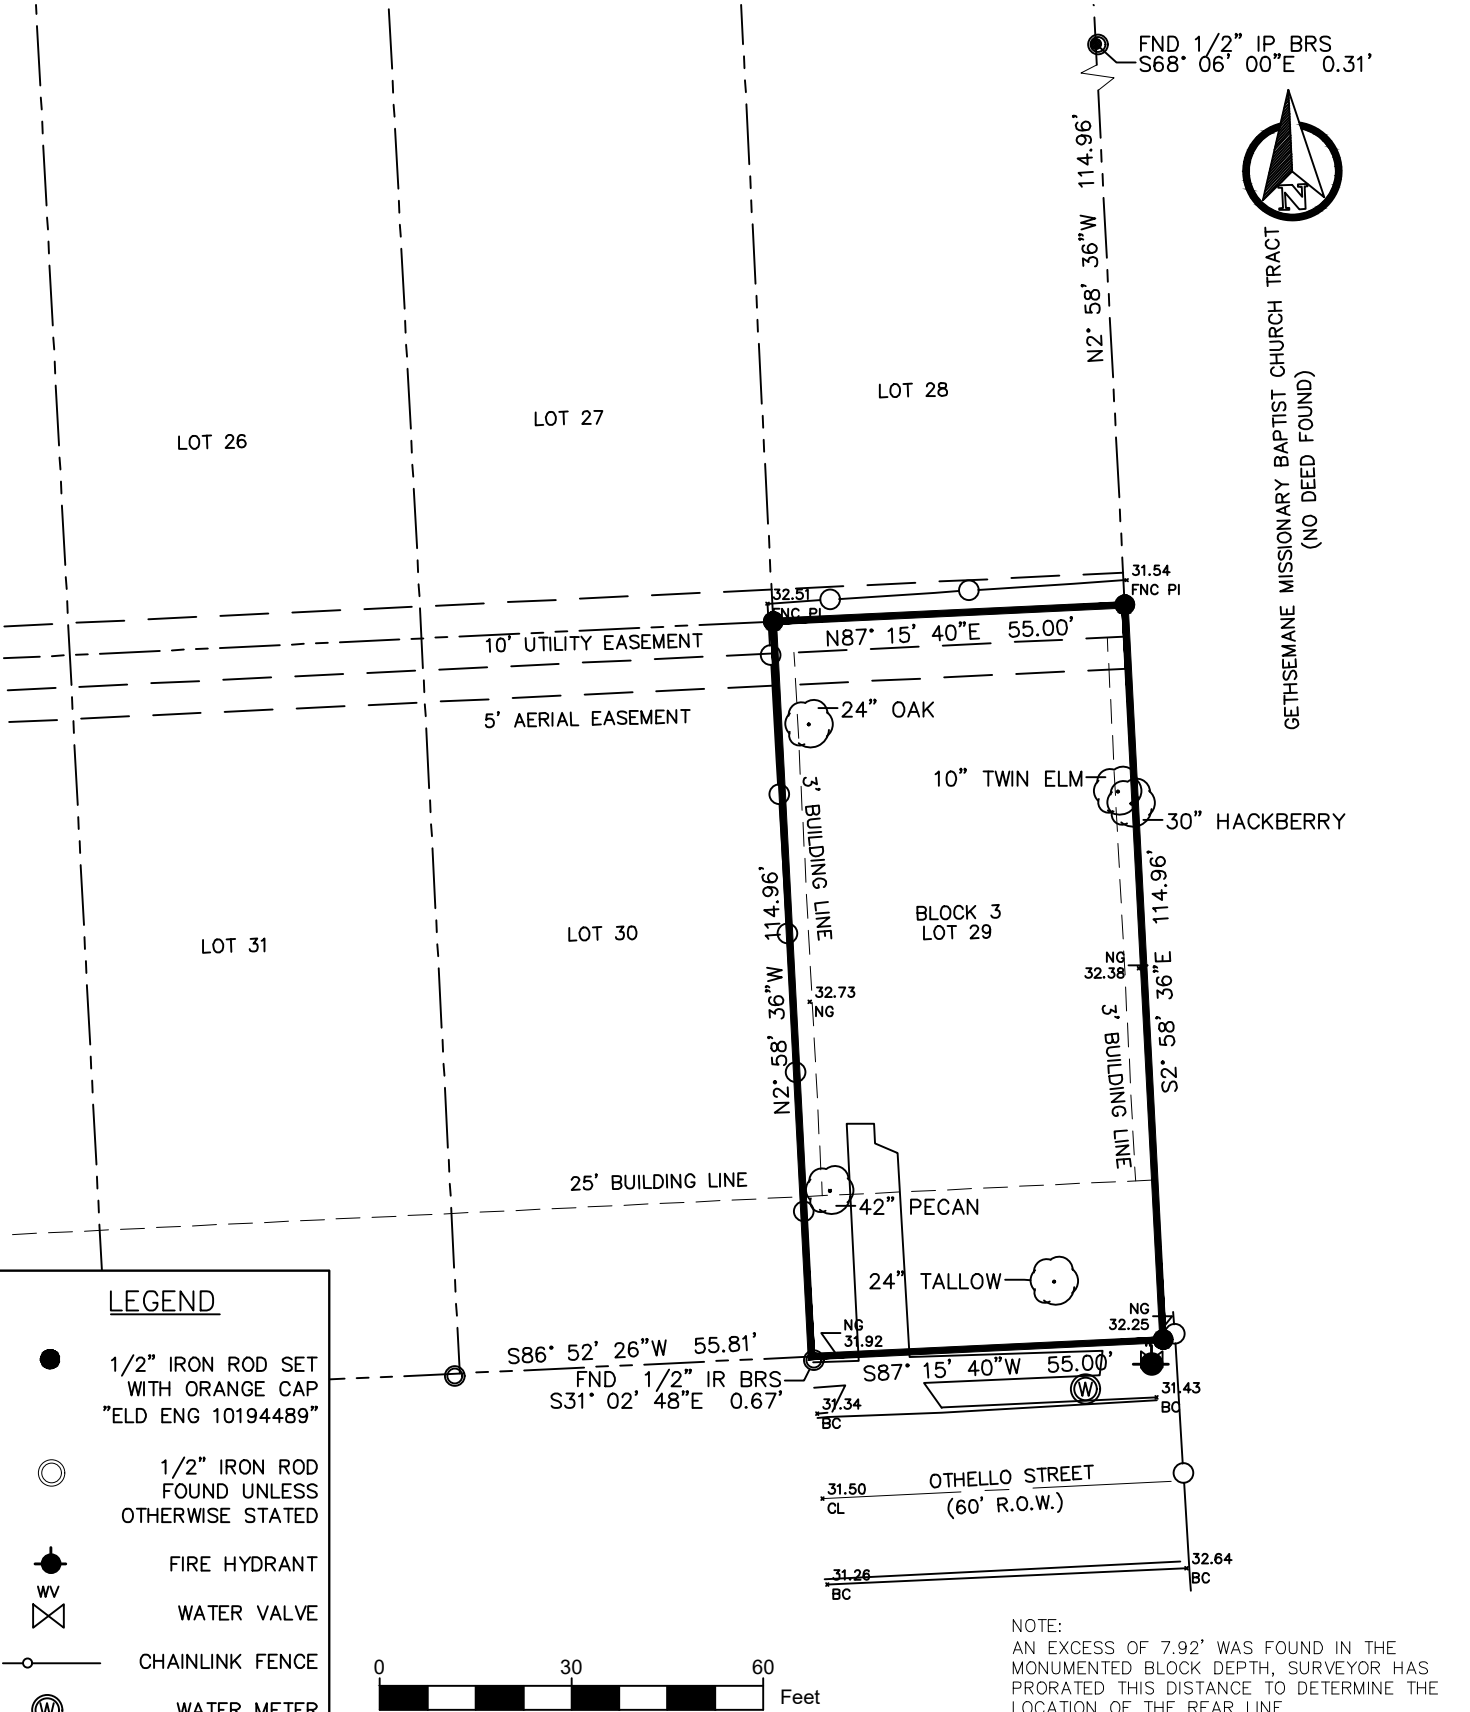 FND 1/2" IP BRS
S68° 06' 00"E 0.31'
N2° 58' 36"W 114.96'
N
GETHSEMANE MISSIONARY BAPTIST CHURCH TRACT
(NO DEED FOUND)
LOT 28
LOT 27
LOT 26
31.54
FNC PI
32.51
FNC PI
N87° 15' 40"E 55.00'
10' UTILITY EASEMENT
5' AERIAL EASEMENT
24" OAK
10" TWIN ELM
30" HACKBERRY
3' BUILDING LINE
N2° 58' 36"W 114.96'
S2° 58' 36"E 114.96'
BLOCK 3
LOT 29
LOT 30
LOT 31
NG
32.38
32.73
NG
3' BUILDING LINE
25' BUILDING LINE
42" PECAN
24" TALLOW
NG
32.25
NG
31.92
S86° 52' 26"W 55.81'
S87° 15' 40"W 55.00'
FND 1/2" IR BRS
S31° 02' 48"E 0.67'
W
31.43
BC
31.34
BC
OTHELLO STREET
(60' R.O.W.)
31.50
CL
32.64
BC
31.26
BC
LEGEND
1/2" IRON ROD SET
WITH ORANGE CAP
"ELD ENG 10194489"
1/2" IRON ROD
FOUND UNLESS
OTHERWISE STATED
FIRE HYDRANT
WV
WATER VALVE
CHAINLINK FENCE
W
WATER METER
0 30 60
Feet
NOTE:
AN EXCESS OF 7.92' WAS FOUND IN THE
MONUMENTED BLOCK DEPTH, SURVEYOR HAS
PRORATED THIS DISTANCE TO DETERMINE THE
LOCATION OF THE REAR LINE